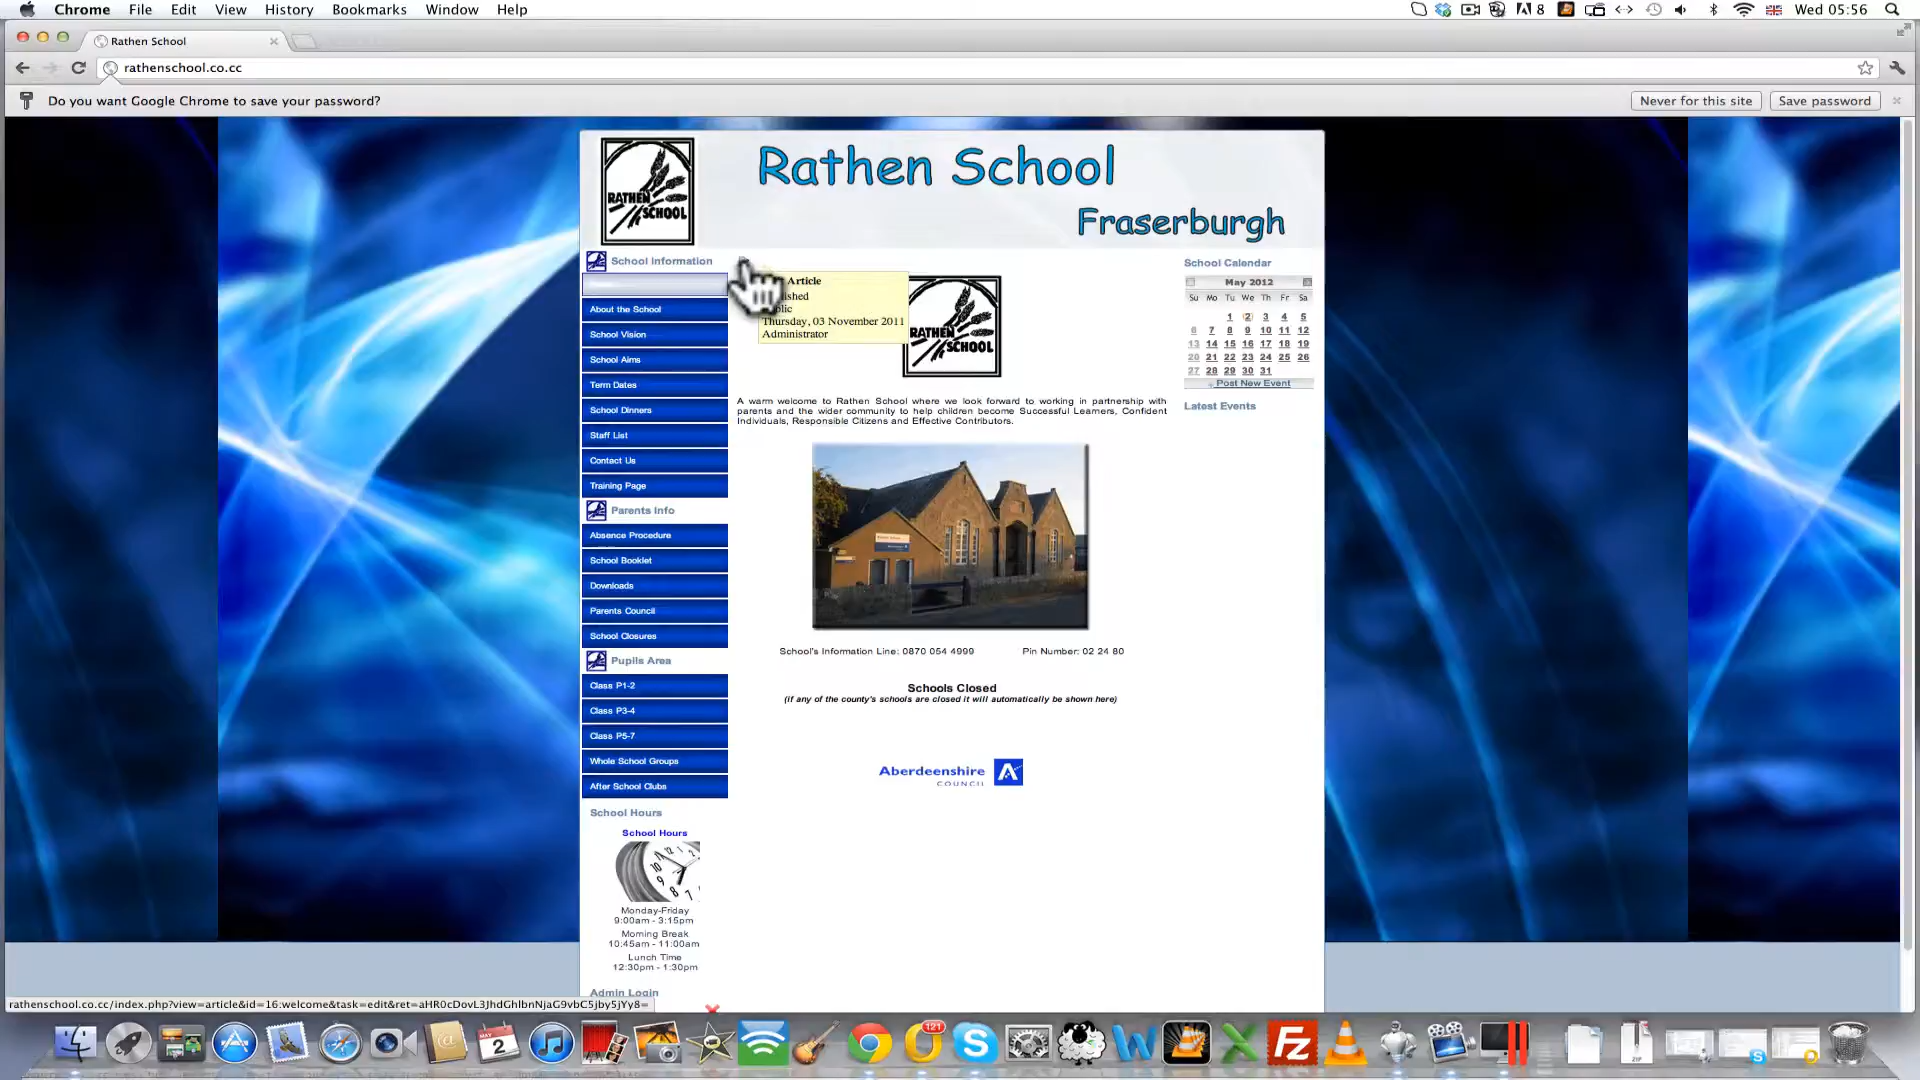 Chrome File Edit View History Bookmarks Window Help
8 Wed 05:56
Rathen School
rathenschool.co.cc
Do you want Google Chrome to save your password?
Never for this site Save password
RATHEN SCHOOL
Rathen School
Fraserburgh
School Information
About the School
School Vision
School Aims
Term Dates
School Dinners
Staff List
Contact Us
Training Page
Parents Info
Absence Procedure
School Booklet
Downloads
Parents Council
School Closures
Pupils Area
Class P1-2
Class P3-4
Class P5-7
Whole School Groups
After School Clubs
School Hours
School Hours
Monday-Friday
9:00am - 3:15pm
Morning Break
10:45am - 11:00am
Lunch Time
12:30pm - 1:30pm
Admin Login
Article
Thursday, 03 November 2011
Administrator
RATHEN SCHOOL
A warm welcome to Rathen School where we look forward to working in partnership with
parents and the wider community to help children become Successful Learners, Confident
Individuals, Responsible Citizens and Effective Contributors.
School's Information Line: 0870 054 4999 Pin Number: 02 24 80
Schools Closed
(if any of the county's schools are closed it will automatically be shown here)
Aberdeenshire
COUNCIL
School Calendar
May 2012
Su Mo Tu We Th Fr Sa
1 2 3 4 5
6 7 8 9 10 11 12
13 14 15 16 17 18 19
20 21 22 23 24 25 26
27 28 29 30 31
Post New Event
Latest Events
rathenschool.co.cc/index.php?view=article&id=16:welcome&task=edit&ret=aHR0cDovL3JhdGhlbnNjaG9vbC5jby5jYy8=
MAY
2
121